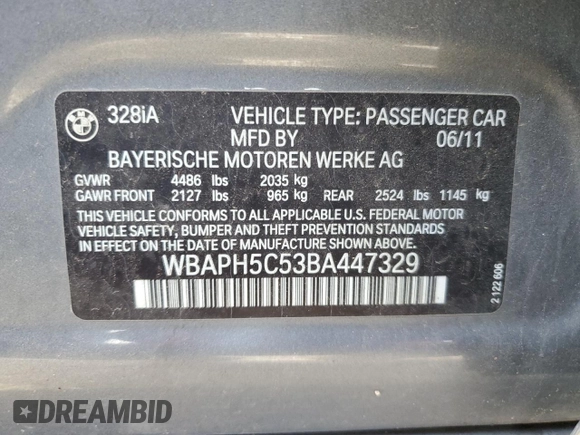 328iA VEHICLE TYPE: PASSENGER CAR
MFD BY 06/11
BAYERISCHE MOTOREN WERKE AG
GVWR 4486 lbs 2035 kg
GAWR FRONT 2127 lbs 965 kg REAR 2524 lbs 1145 kg
THIS VEHICLE CONFORMS TO ALL APPLICABLE U.S. FEDERAL MOTOR
VEHICLE SAFETY, BUMPER AND THEFT PREVENTION STANDARDS
IN EFFECT ON THE DATE OF MANUFACTURE SHOWN ABOVE.
WBAPH5C53BA447329
2 122 606
DREAMBID